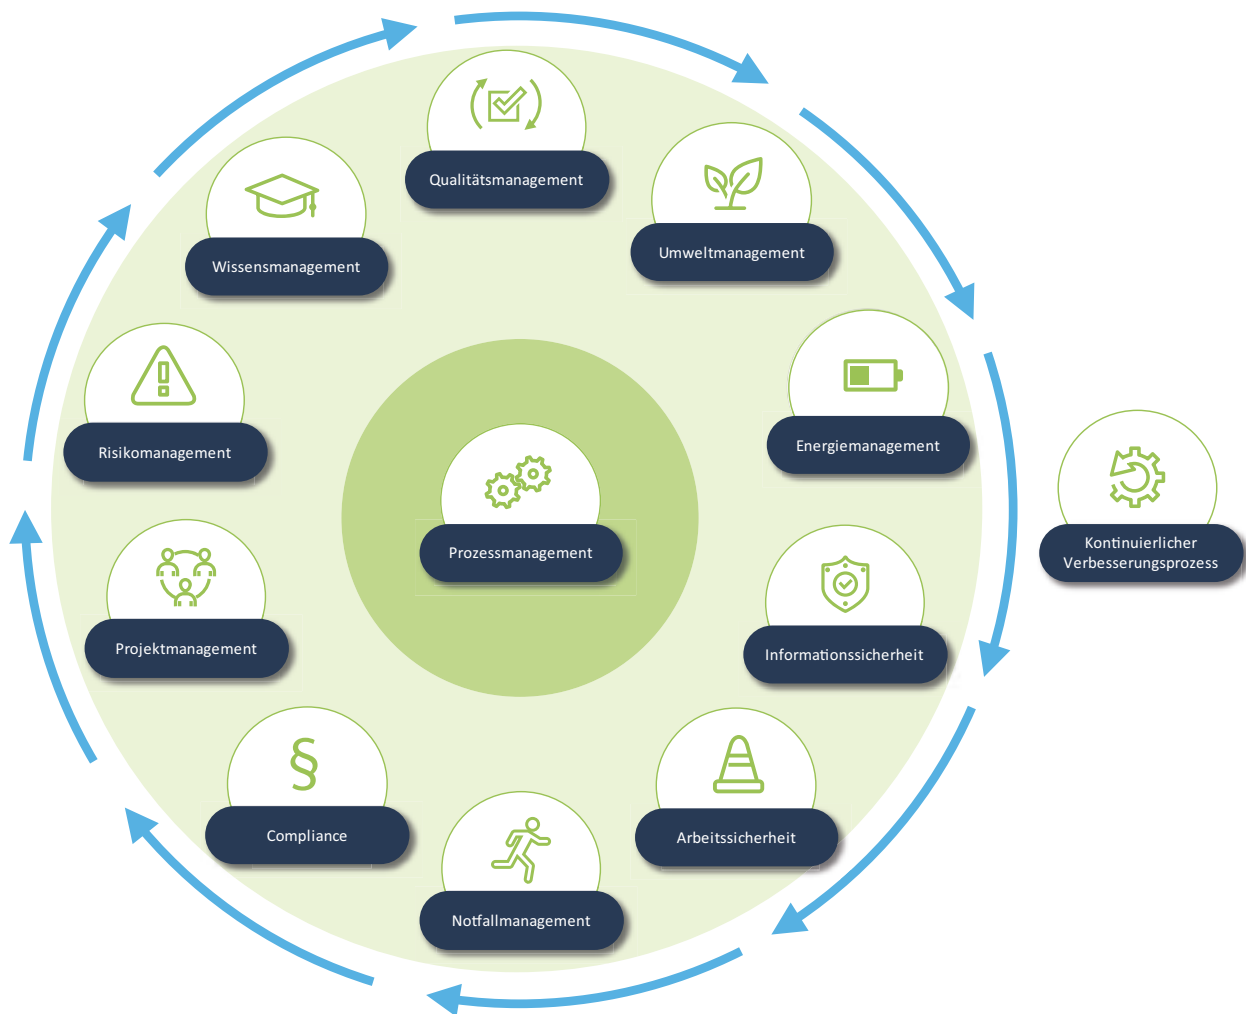 Qualitätsmanagement
Umweltmanagement
Wissensmanagement
Energiemanagement
Risikomanagement
Prozessmanagement
Kontinuierlicher
Verbesserungsprozess
Projektmanagement
Informationssicherheit
§
Compliance
Arbeitssicherheit
Notfallmanagement